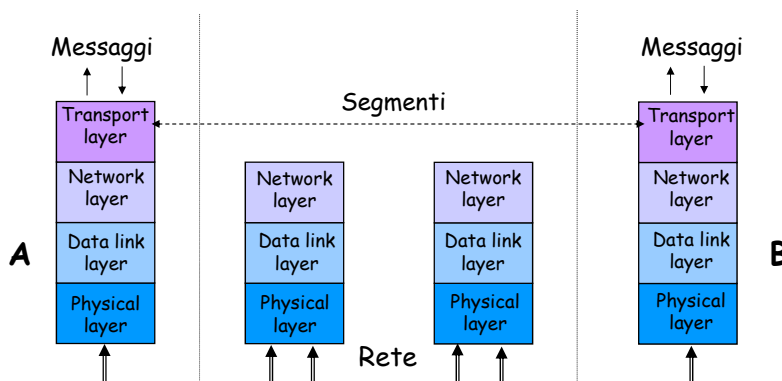 Messaggi
Messaggi
Segmenti
Transport
layer
Transport
layer
Network
layer
Network
layer
Network
layer
Network
layer
A
Data link
layer
Data link
layer
Data link
layer
Data link
layer
B
Physical
layer
Physical
layer
Physical
layer
Physical
layer
Rete